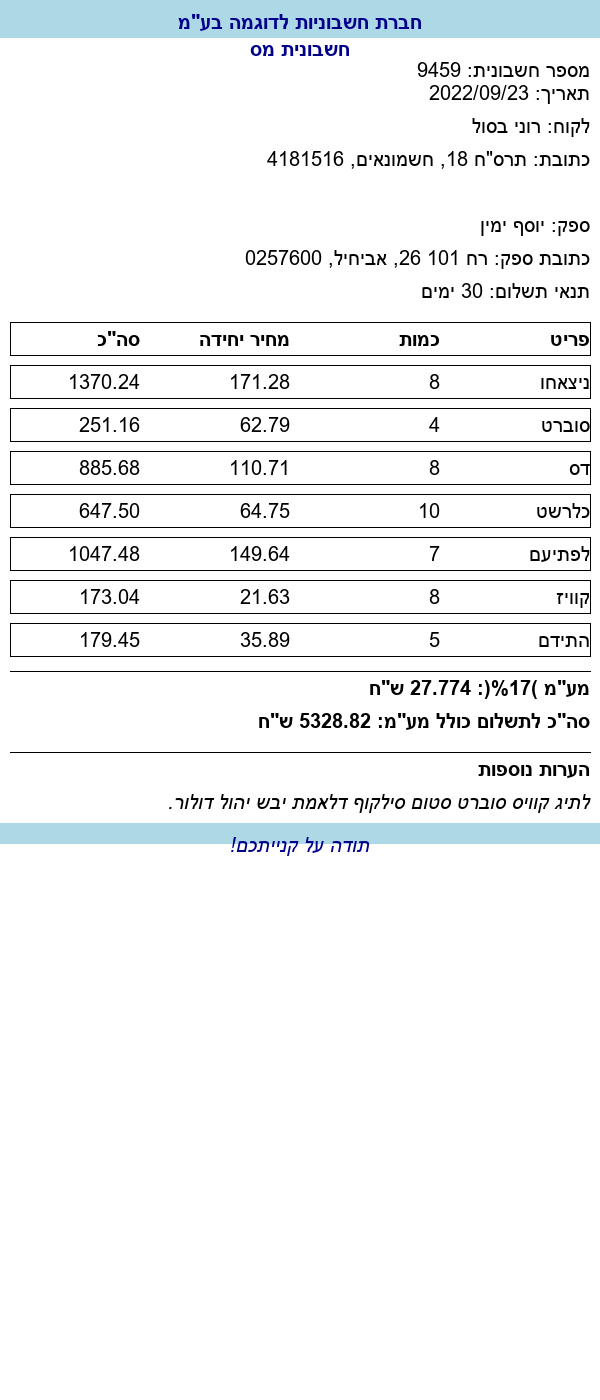 חברת חשבוניות לדוגמה בע"מ
חשבונית מס
מספר חשבונית: 9459
תאריך: 2022/09/23
לקוח: רוני בסול
כתובת: תרס"ח 18, חשמונאים, 4181516
ספק: יוסף ימין
כתובת ספק: רח 101 26, אביחיל, 0257600
תנאי תשלום: 30 ימים
פריט כמות מחיר יחידה סה"כ
ניצאחו 8 171.28 1370.24
סוברט 4 62.79 251.16
דס 8 110.71 885.68
כלרשט 10 64.75 647.50
לפתיעם 7 149.64 1047.48
קוויז 8 21.63 173.04
התידם 5 35.89 179.45
מע"מ )17%(: 27.774 ש"ח
סה"כ לתשלום כולל מע"מ: 5328.82 ש"ח
הערות נוספות
לתיג קוויס סוברט סטום סילקוף דלאמת יבש יהול דולור.
תודה על קנייתכם!